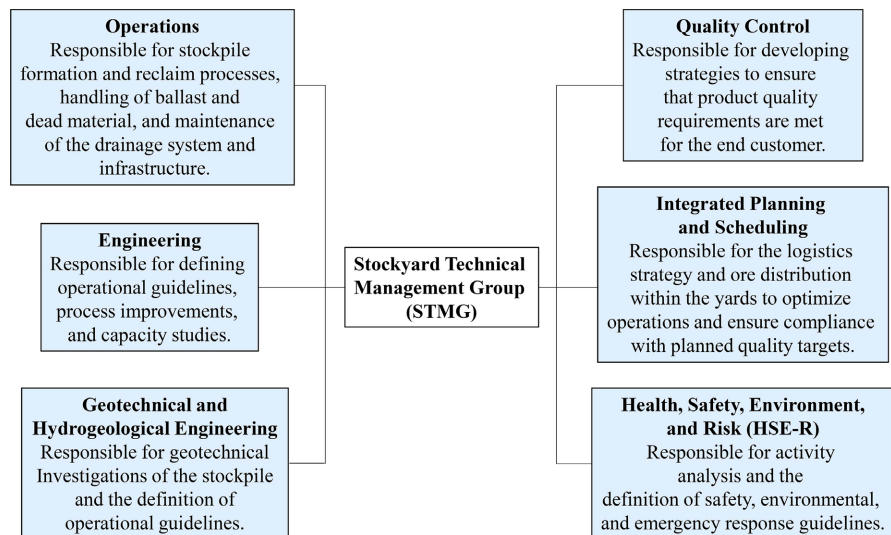 Operations
Responsible for stockpile
formation and reclaim processes,
handling of ballast and
dead material, and maintenance
of the drainage system and
infrastructure.
Engineering
Responsible for defining
operational guidelines,
process improvements,
and capacity studies.
Geotechnical and
Hydrogeological Engineering
Responsible for geotechnical
Investigations of the stockpile
and the definition of
operational guidelines.
Stockyard Technical
Management Group
(STMG)
Quality Control
Responsible for developing
strategies to ensure
that product quality
requirements are met
for the end customer.
Integrated Planning
and Scheduling
Responsible for the logistics
strategy and ore distribution
within the yards to optimize
operations and ensure compliance
with planned quality targets.
Health, Safety, Environment,
and Risk (HSE-R)
Responsible for activity
analysis and the
definition of safety, environmental,
and emergency response guidelines.